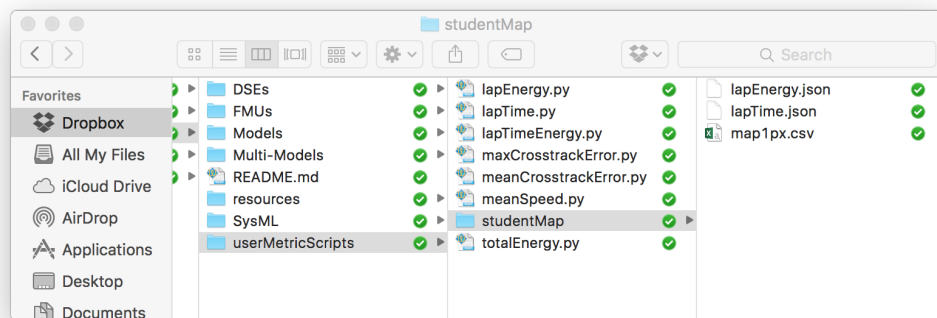 studentMap
Search
Favorites
Dropbox
All My Files
iCloud Drive
AirDrop
Applications
Desktop
Documents
DSEs
FMUs
Models
Multi-Models
README.md
resources
SysML
userMetricScripts
lapEnergy.py
lapTime.py
lapTimeEnergy.py
maxCrosstrackError.py
meanCrosstrackError.py
meanSpeed.py
studentMap
totalEnergy.py
lapEnergy.json
lapTime.json
map1px.csv